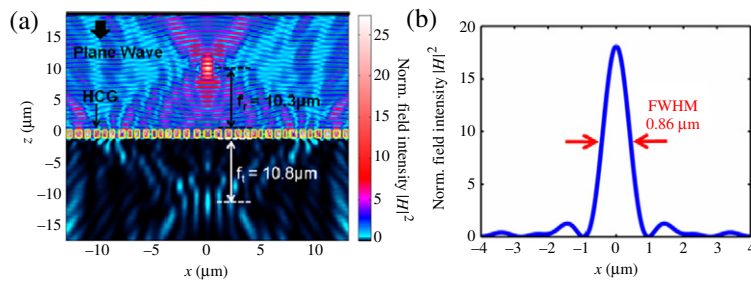 (a)
15
10
5
0
−5
−10
−15
z (μm)
Plane Wave
HCG
f_r = 10.3μm
f_t = 10.8μm
−10
−5
0
5
10
x (μm)
25
20
15
10
5
0
Norm. field intensity |H|²
(b)
20
15
10
5
0
Norm. field intensity |H|²
FWHM
0.86 μm
−4
−3
−2
−1
0
1
2
3
4
x (μm)